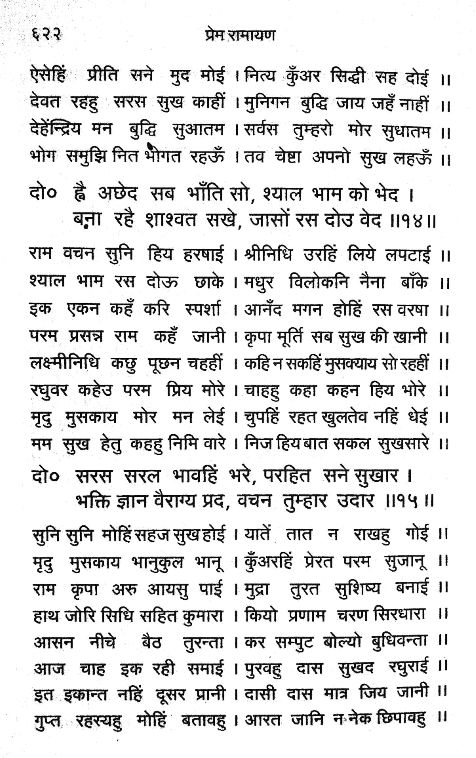 ६२२
प्रेम रामायण
ऐसेहिं प्रीति सने मुद मोई । नित्य कुँअर सिद्धी सह दोई ॥
देवत रहहु सरस सुख काहीं । मुनिगन बुद्धि जाय जहँ नाहीं ॥
देहेन्द्रिय मन बुद्धि सुआतम । सर्वस तुम्हरो मोर सुधातम ॥
भोग समुझि नित भोगत रहऊँ । तव चेष्टा अपनो सुख लहऊँ ॥
दो० ह्वै अछेद सब भाँति सो, श्याल भाम को भेद ।
बना रहै शाश्वत सखे, जासों रस दोउ वेद ॥१४॥
राम वचन सुनि हिय हरषाई । श्रीनिधि उरहिं लिये लपटाई ॥
श्याल भाम रस दोऊ छाके । मधुर विलोकनि नैना बाँके ॥
इक एकन कहँ करि स्पर्शा । आनँद मगन होहिं रस वरषा ॥
परम प्रसन्न राम कहँ जानी । कृपा मूर्ति सब सुख की खानी ॥
लक्ष्मीनिधि कछु पूछन चहहीं । कहि न सकहिं मुसक्याय सो रहहीं ॥
रघुवर कहेउ परम प्रिय मोरे । चाहहु कहा कहन हिय भोरे ॥
मृदु मुसकाय मोर मन लेई । चुपहिं रहत खुलतेव नहिं धेई ॥
मम सुख हेतु कहहु निमि वारे । निज हिय बात सकल सुखसारे ॥
दो० सरस सरल भावहिं भरे, परहित सने सुखार ।
भक्ति ज्ञान वैराग्य प्रद, वचन तुम्हार उदार ॥१५॥
सुनि सुनि मोहिं सहज सुख होई । यातें तात न राखहु गोई ॥
मृदु मुसकाय भानुकुल भानू । कुँअरहिं प्रेरत परम सुजानू ॥
राम कृपा अरु आयसु पाई । मुद्रा तुरत सुशिष्य बनाई ॥
हाथ जोरि सिधि सहित कुमारा । कियो प्रणाम चरण सिरधारा ॥
आसन नीचे बैठ तुरन्ता । कर सम्पुट बोल्यो बुधिवन्ता ॥
आज चाह इक रही समाई । पुरवहु दास सुखद रघुराई ॥
इत इकान्त नहिं दूसर प्रानी । दासी दास मात्र जिय जानी ॥
गुप्त रहस्यहु मोहिं बतावहु । आरत जानि न नेक छिपावहु ॥